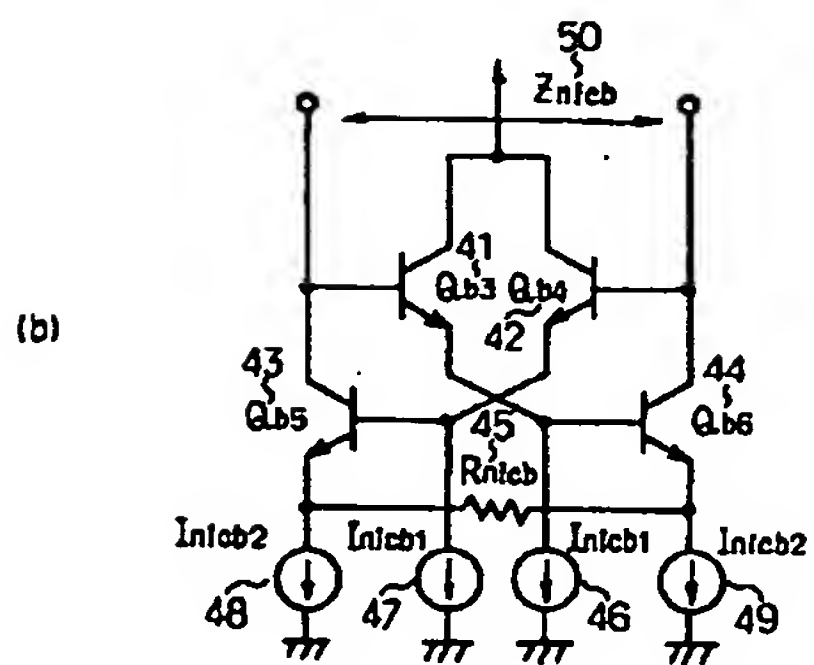 50
Znicb
41
Qb3 Qb4
42
(b)
43
Qb5
44
Qb6
45
Rnicb
Inicb2 Inicb1 Inicb1 Inicb2
48 47 46 49